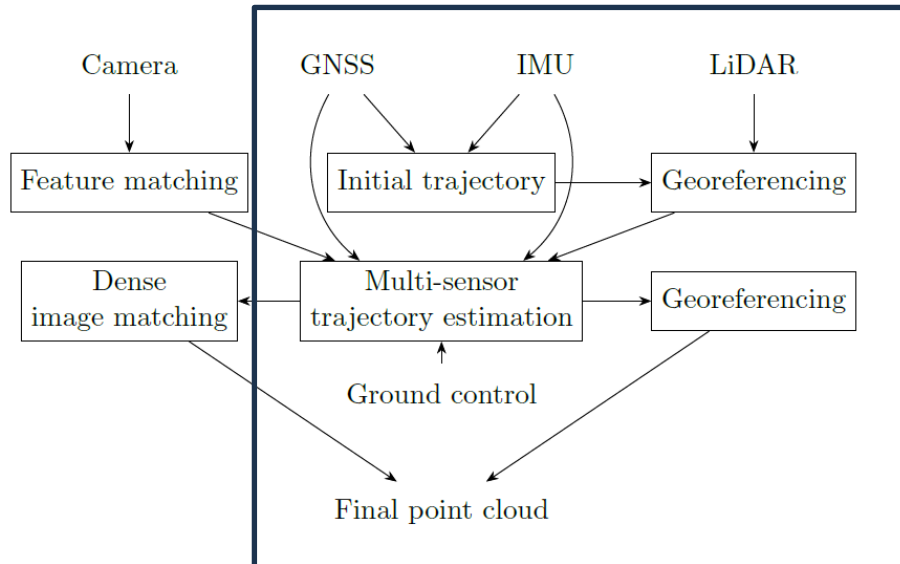 Camera
GNSS
IMU
LiDAR
Feature matching
Initial trajectory
Georeferencing
Dense
image matching
Multi-sensor
trajectory estimation
Georeferencing
Ground control
Final point cloud